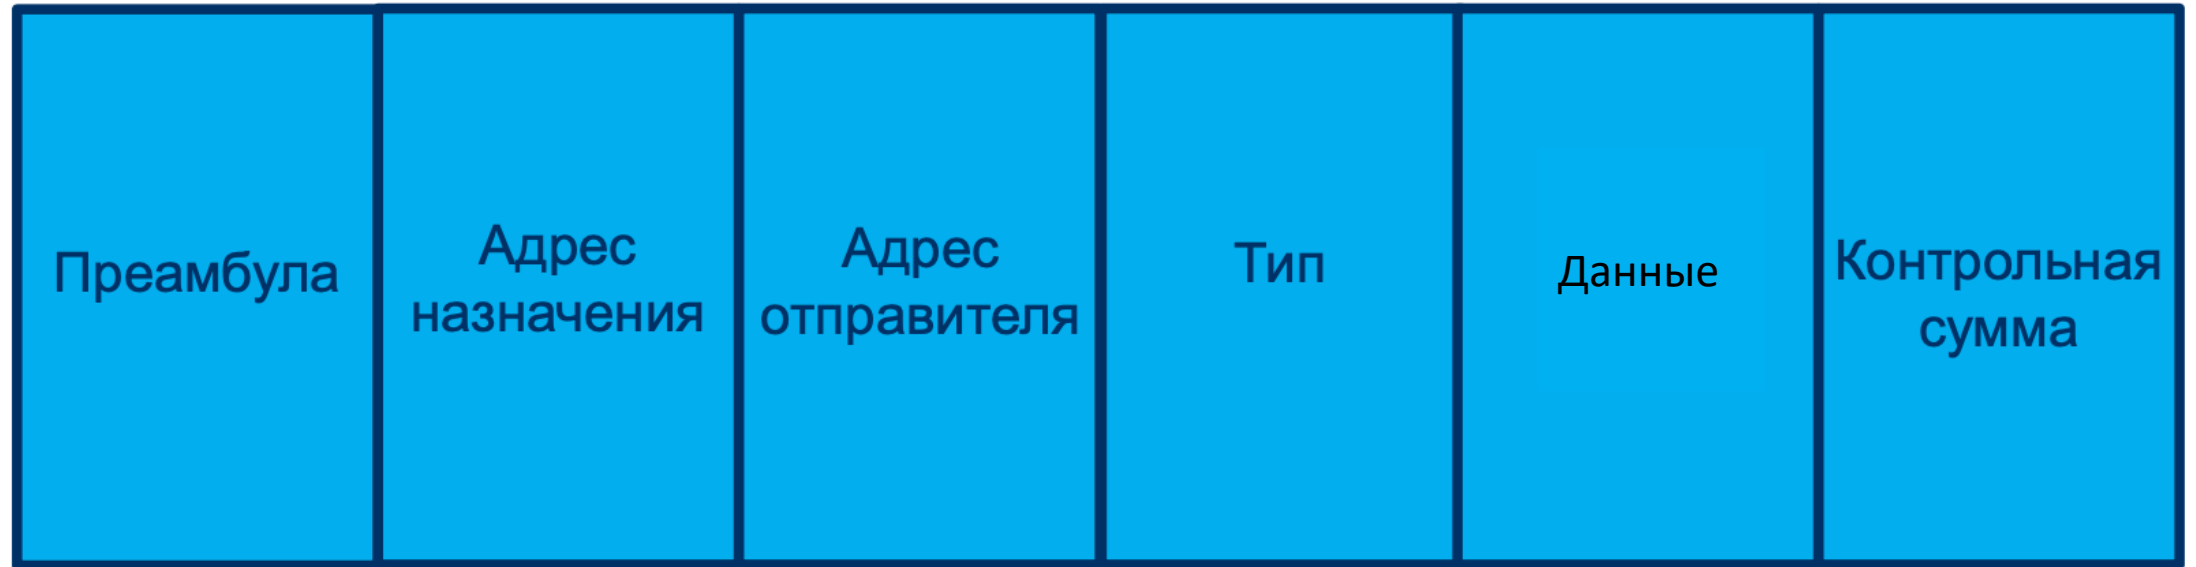 Преамбула
Адрес
назначения
Адрес
отправителя
Тип
Данные
Контрольная
сумма